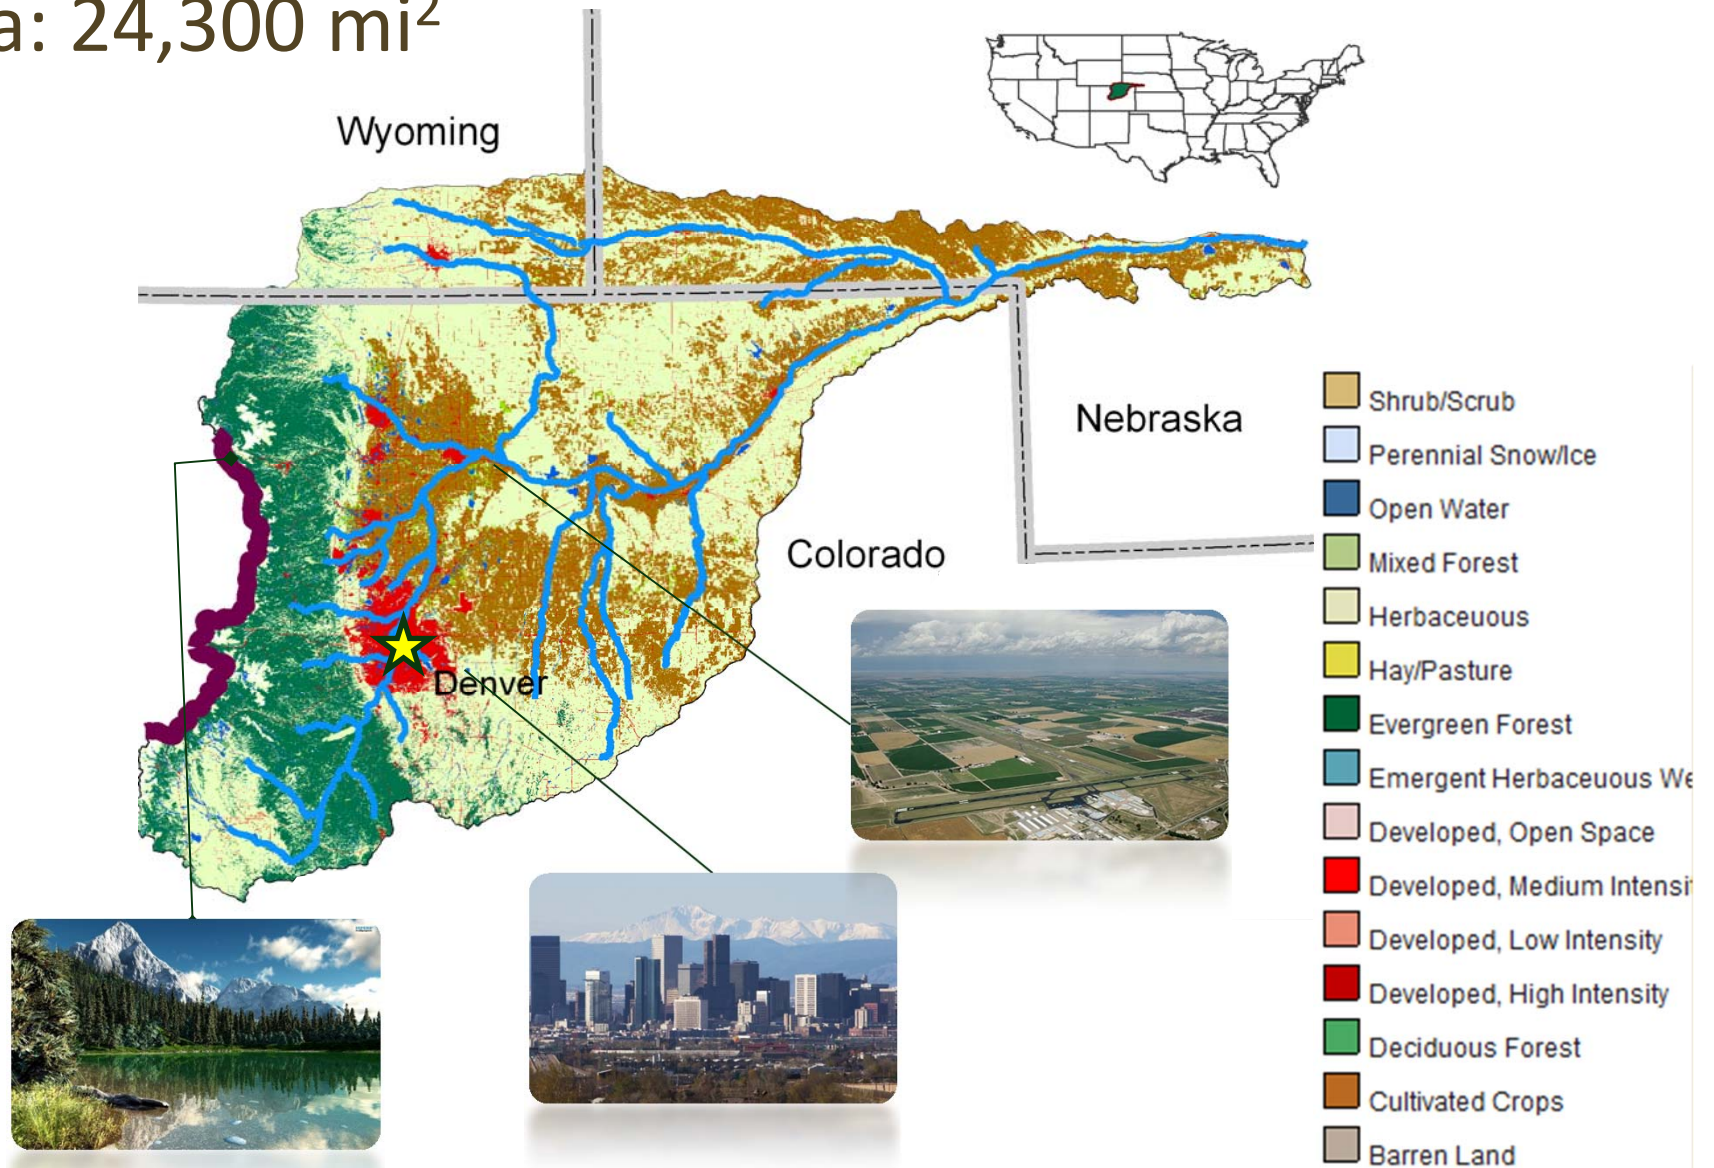 a: 24,300 mi²
Wyoming
Nebraska
Colorado
Denver
Shrub/Scrub
Perennial Snow/Ice
Open Water
Mixed Forest
Herbaceuous
Hay/Pasture
Evergreen Forest
Emergent Herbaceuous We
Developed, Open Space
Developed, Medium Intensi
Developed, Low Intensity
Developed, High Intensity
Deciduous Forest
Cultivated Crops
Barren Land